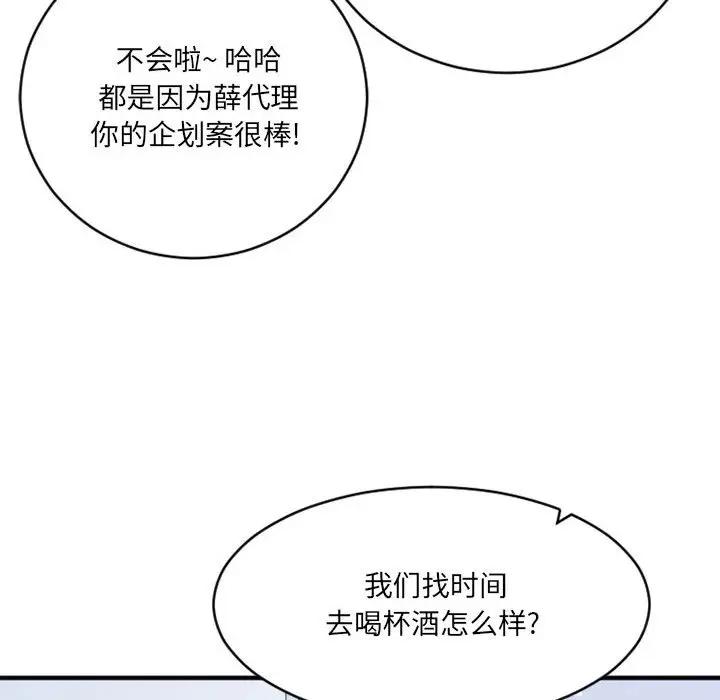 不会啦~ 哈哈
都是因为薛代理
你的企划案很棒!
我们找时间
去喝杯酒怎么样?